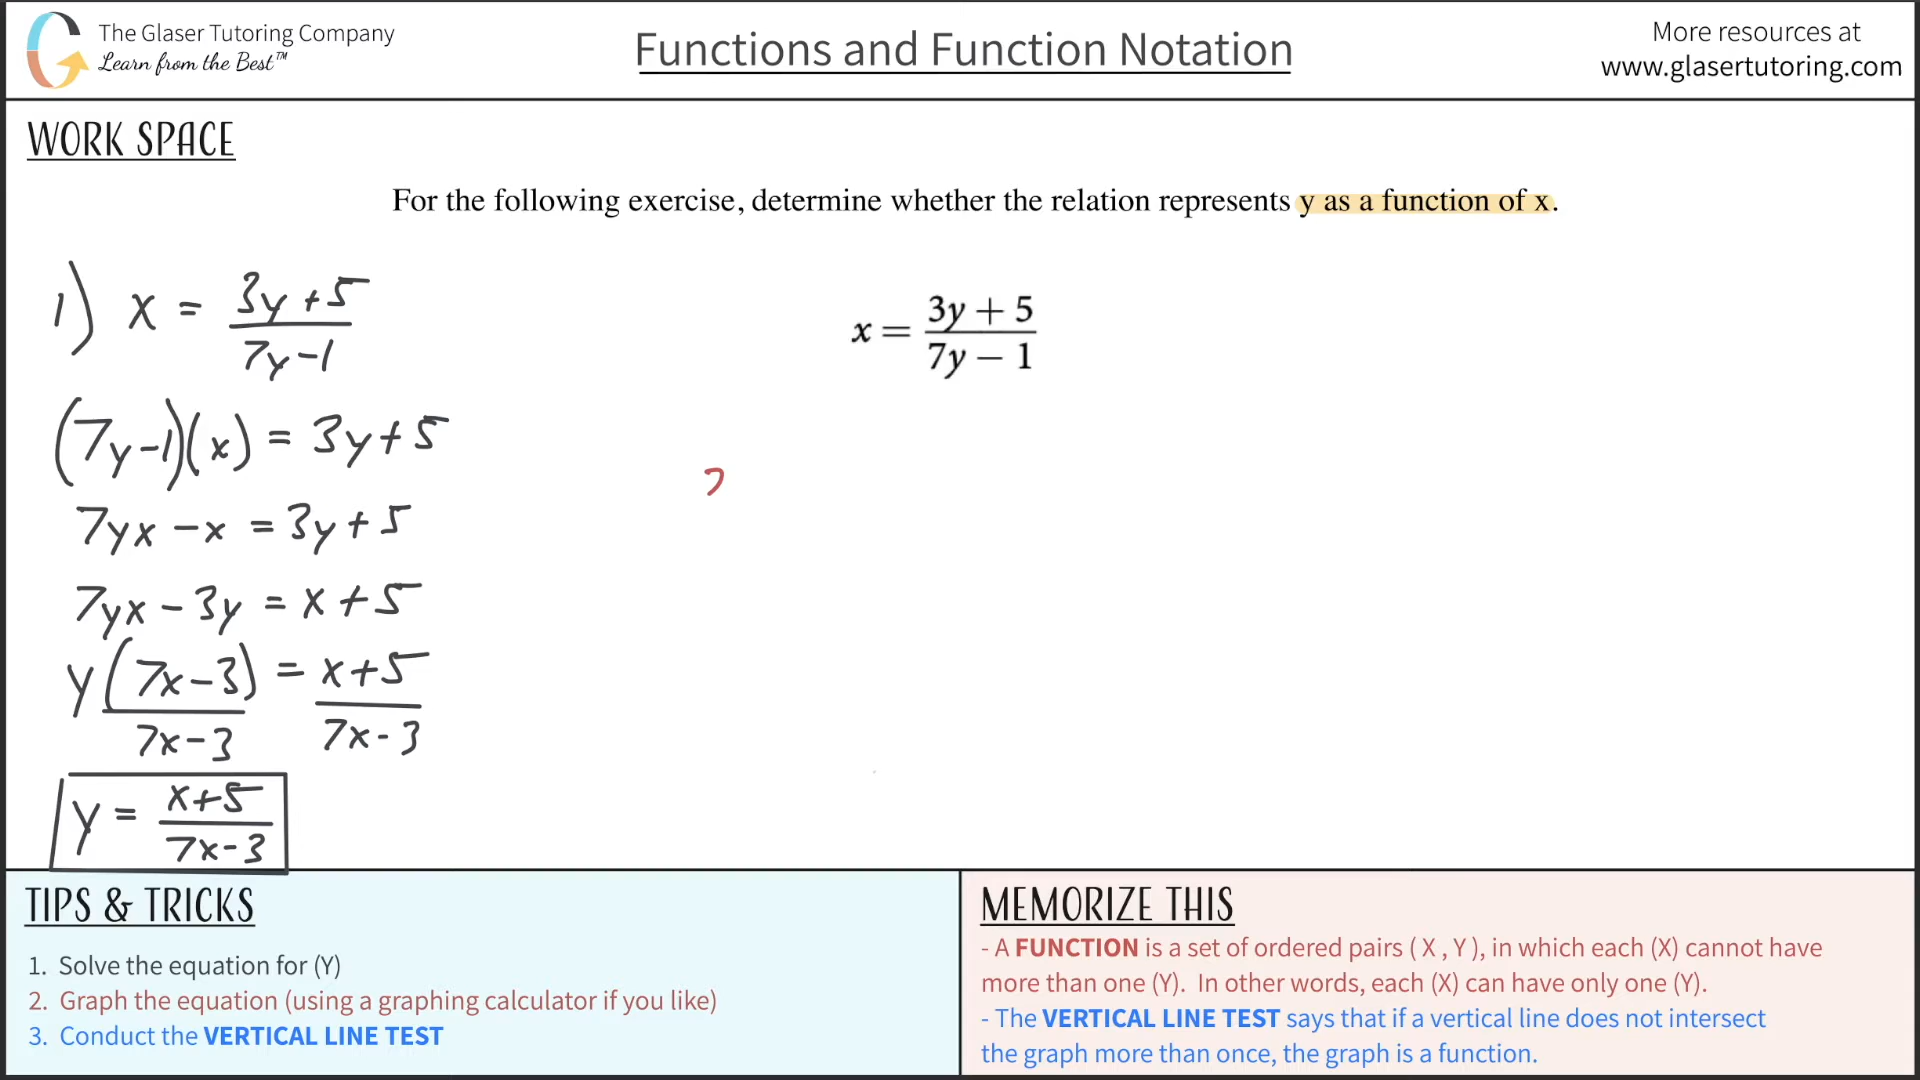 The Glaser Tutoring Company
Learn from the Best™
Functions and Function Notation
More resources at
www.glasertutoring.com
WORK SPACE
For the following exercise, determine whether the relation represents y as a function of x.
x = (3y + 5)/(7y − 1)
1) x = (3y+5)/(7y-1)
(7y-1)(x) = 3y+5
7yx - x = 3y+5
7yx - 3y = x+5
y(7x-3)/(7x-3) = (x+5)/(7x-3)
y = (x+5)/(7x-3)
TIPS & TRICKS
1. Solve the equation for (Y)
2. Graph the equation (using a graphing calculator if you like)
3. Conduct the VERTICAL LINE TEST
MEMORIZE THIS
- A FUNCTION is a set of ordered pairs ( X , Y ), in which each (X) cannot have
more than one (Y). In other words, each (X) can have only one (Y).
- The VERTICAL LINE TEST says that if a vertical line does not intersect
the graph more than once, the graph is a function.